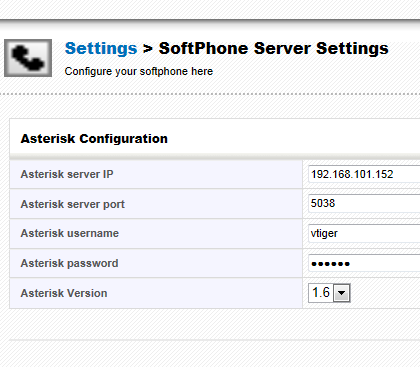 Settings > SoftPhone Server Settings
Configure your softphone here
Asterisk Configuration
Asterisk server IP 192.168.101.152
Asterisk server port 5038
Asterisk username vtiger
Asterisk password ••••••
Asterisk Version 1.6